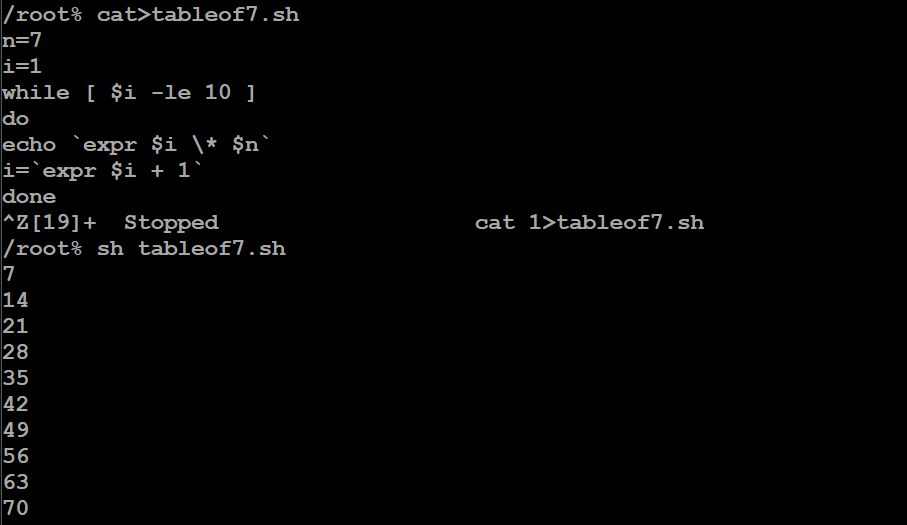 /root% cat>tableof7.sh
n=7
i=1
while [ $i -le 10 ]
do
echo `expr $i \* $n`
i=`expr $i + 1`
done
^Z[19]+  Stopped                   cat 1>tableof7.sh
/root% sh tableof7.sh
7
14
21
28
35
42
49
56
63
70